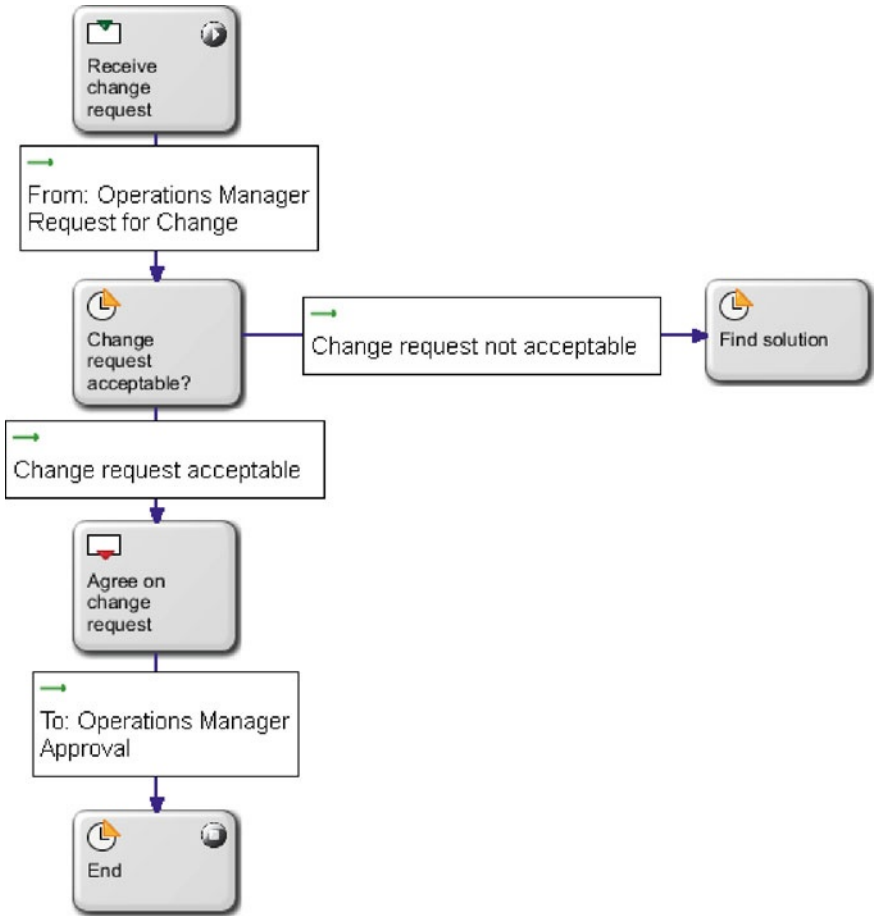 Receive
change
request
From: Operations Manager
Request for Change
Change
request
acceptable?
Change request not acceptable
Find solution
Change request acceptable
Agree on
change
request
To: Operations Manager
Approval
End